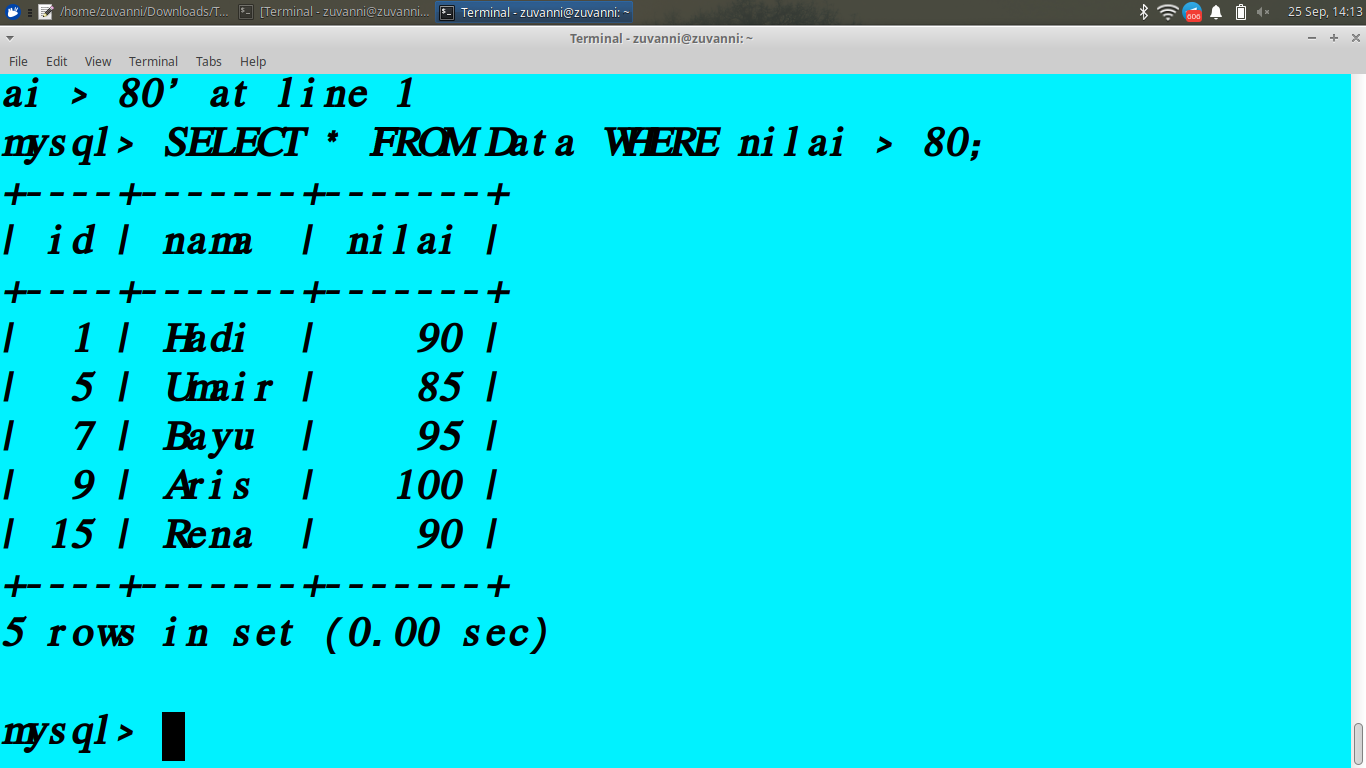 /home/zuvanni/Downloads/T... [Terminal - zuvanni@zuvanni... Terminal - zuvanni@zuvanni: ~ 600 25 Sep, 14:13
Terminal - zuvanni@zuvanni: ~
File Edit View Terminal Tabs Help
ai > 80' at line 1
mysql> SELECT * FROM Data WHERE nilai > 80;
+----+-------+-------+
| id | nama  | nilai |
+----+-------+-------+
|  1 | Hadi  |    90 |
|  5 | Umair |    85 |
|  7 | Bayu  |    95 |
|  9 | Aris  |   100 |
| 15 | Rena  |    90 |
+----+-------+-------+
5 rows in set (0.00 sec)
mysql>